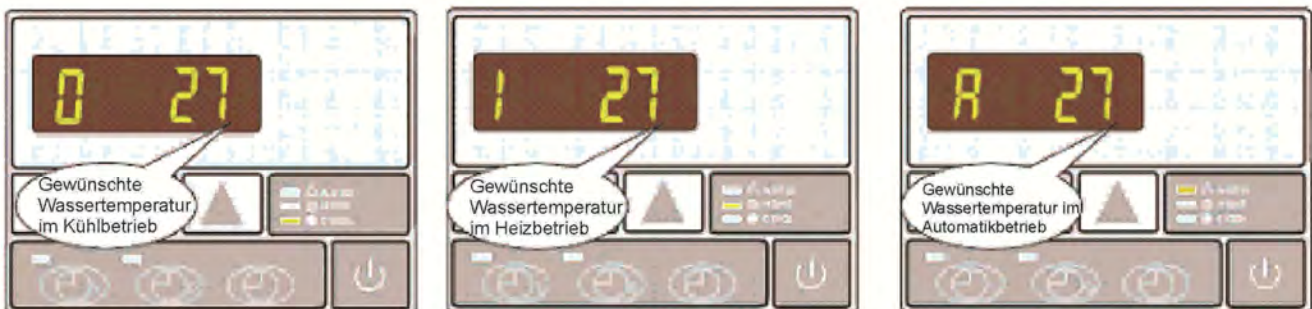 0 27
Gewünschte
Wassertemperatur
im Kühlbetrieb
1 27
Gewünschte
Wassertemperatur
im Heizbetrieb
A 27
Gewünschte
Wassertemperatur im
Automatikbetrieb